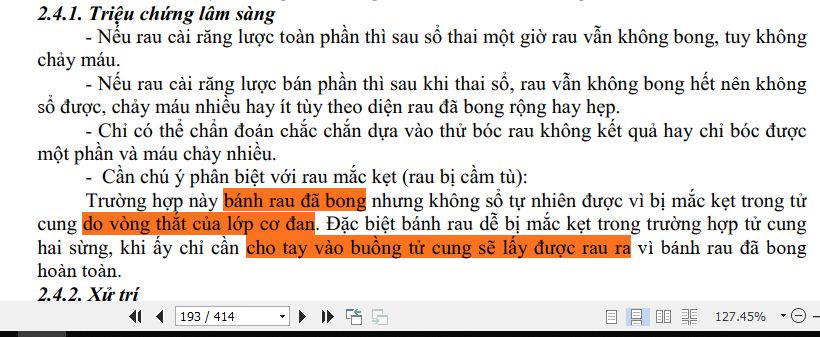 2.4.1. Triệu chứng lâm sàng
- Nếu rau cài răng lược toàn phần thì sau sổ thai một giờ rau vẫn không bong, tuy không
chảy máu.
- Nếu rau cài răng lược bán phần thì sau khi thai sổ, rau vẫn không bong hết nên không
sổ được, chảy máu nhiều hay ít tùy theo diện rau đã bong rộng hay hẹp.
- Chỉ có thể chẩn đoán chắc chắn dựa vào thử bóc rau không kết quả hay chỉ bóc được
một phần và máu chảy nhiều.
- Cần chú ý phân biệt với rau mắc kẹt (rau bị cầm tù):
Trường hợp này bánh rau đã bong nhưng không sổ tự nhiên được vì bị mắc kẹt trong tử
cung do vòng thắt của lớp cơ đan. Đặc biệt bánh rau dễ bị mắc kẹt trong trường hợp tử cung
hai sừng, khi ấy chỉ cần cho tay vào buồng tử cung sẽ lấy được rau ra vì bánh rau đã bong
hoàn toàn.
2.4.2. Xử trí
193 / 414
127.45%